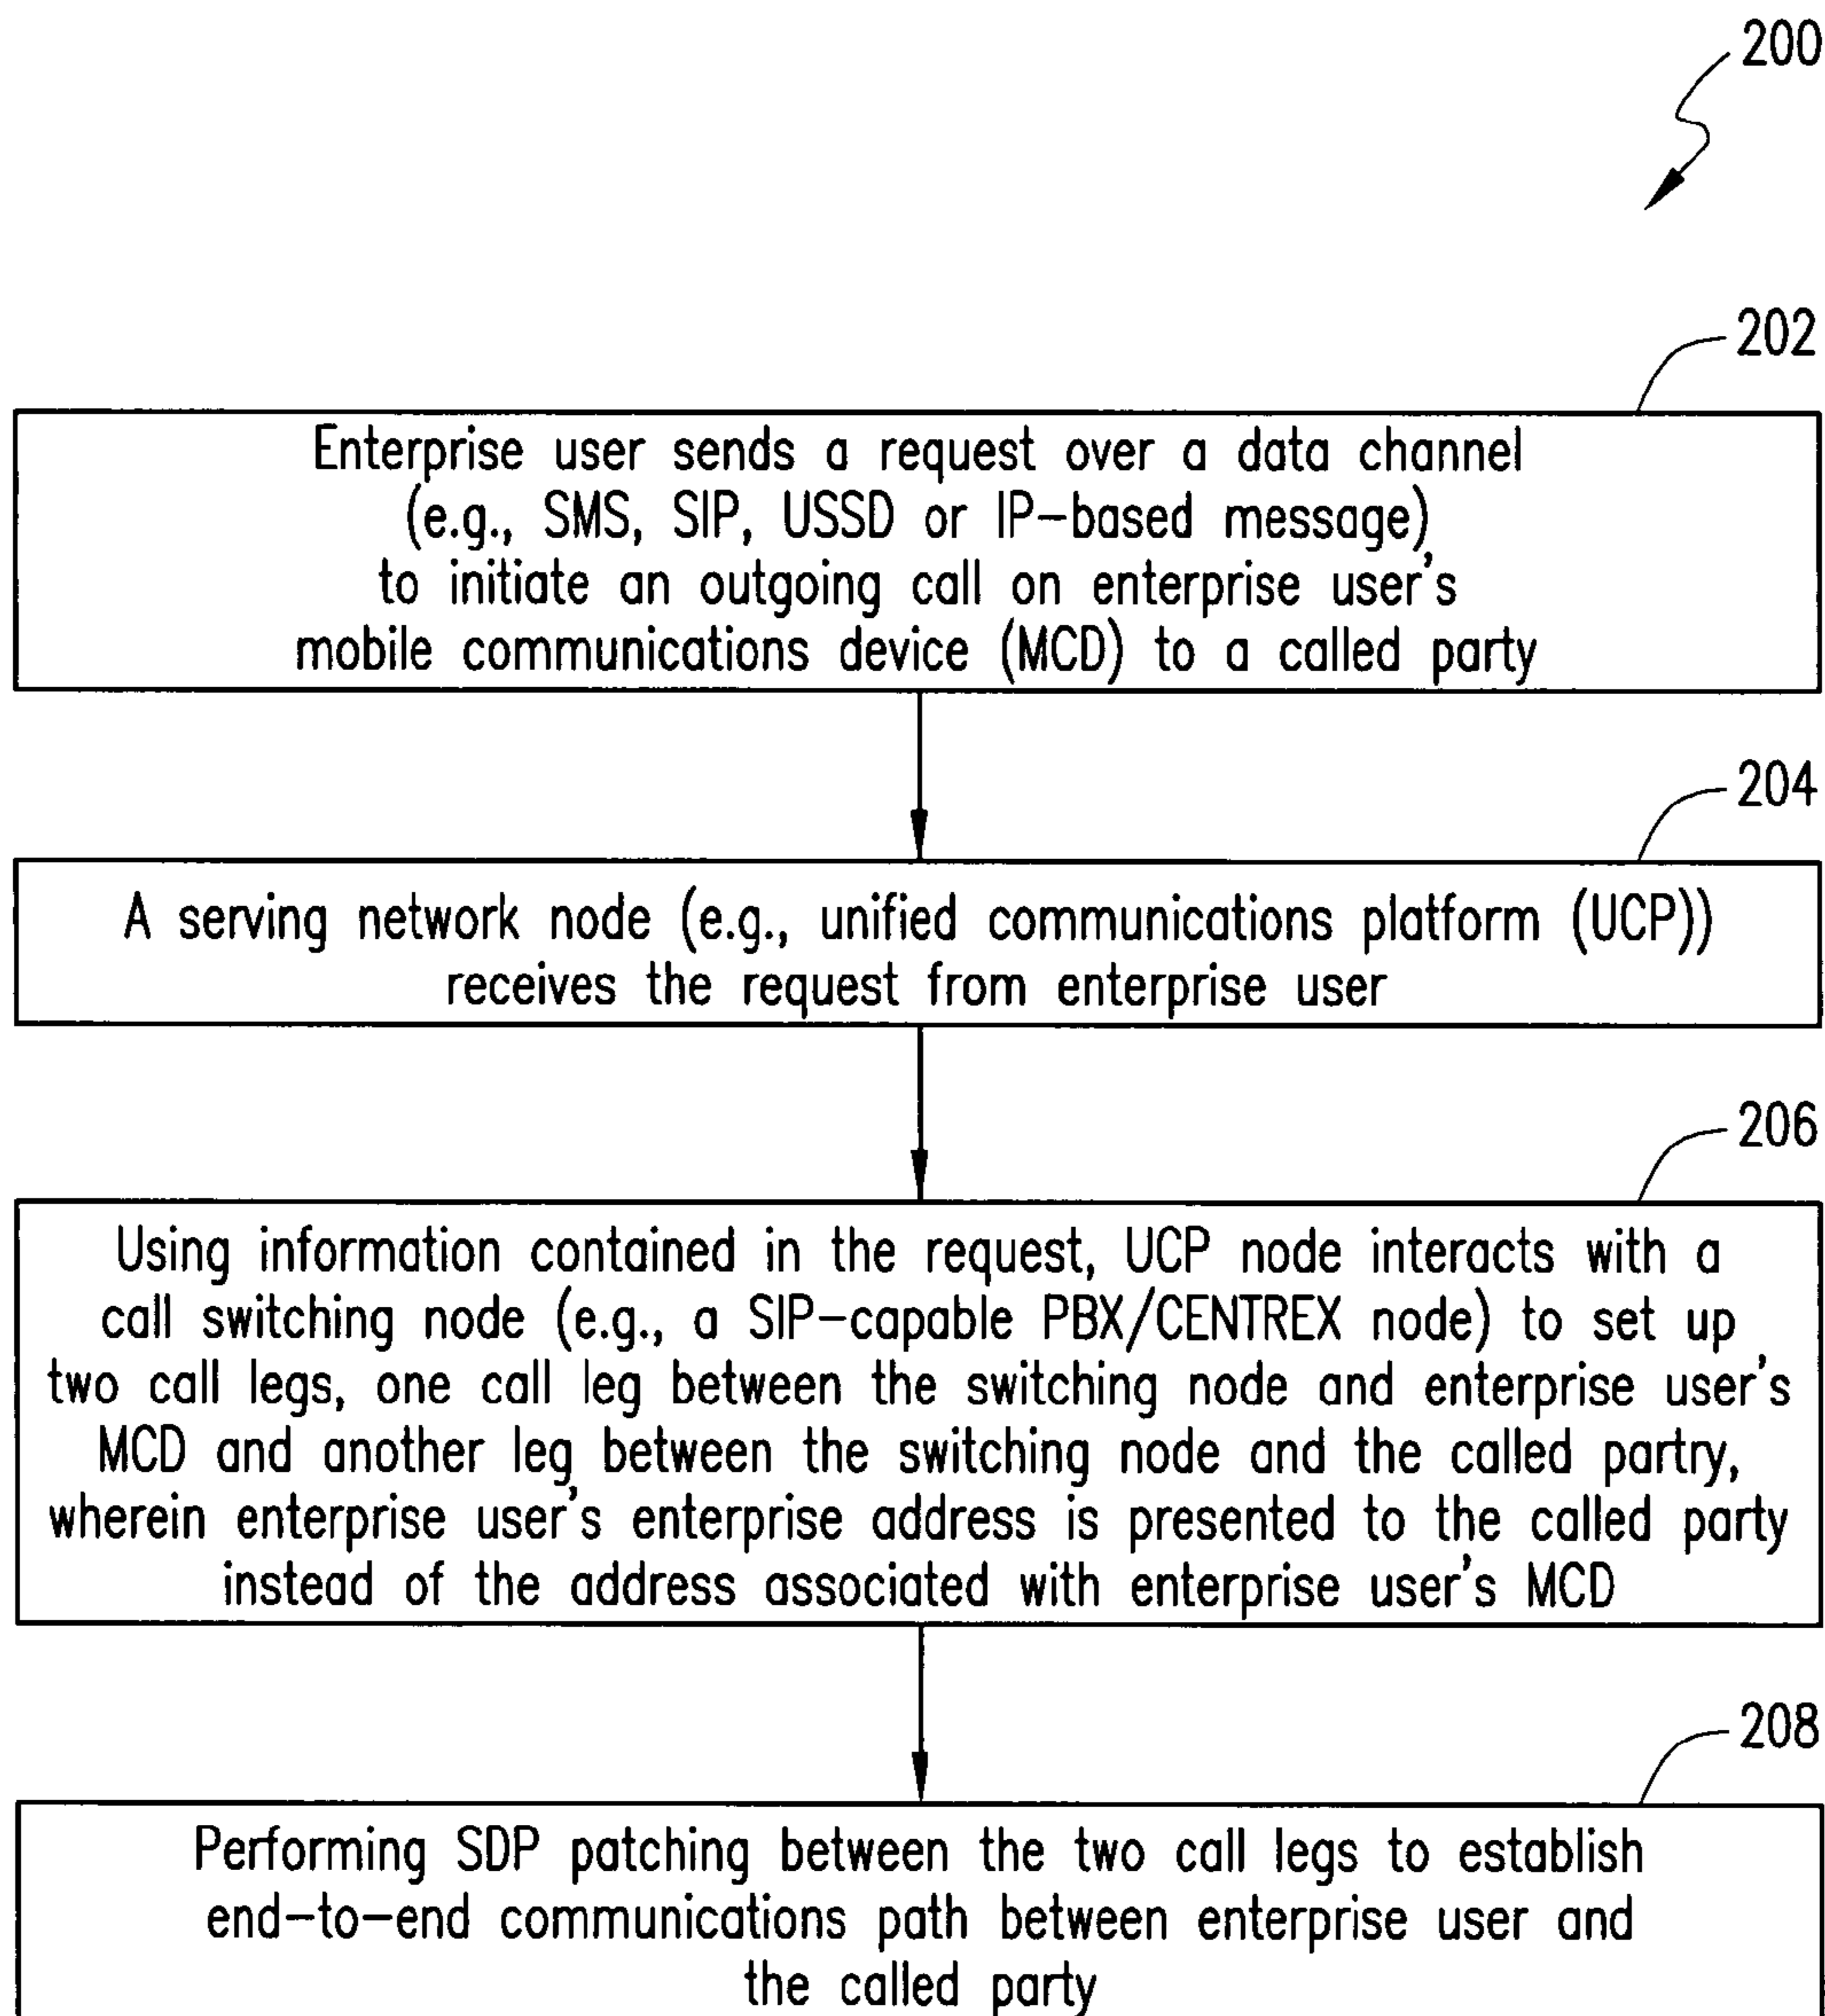 200
202
Enterprise user sends a request over a data channel
(e.g., SMS, SIP, USSD or IP-based message)
to initiate an outgoing call on enterprise user's
mobile communications device (MCD) to a called party
204
A serving network node (e.g., unified communications platform (UCP))
receives the request from enterprise user
206
Using information contained in the request, UCP node interacts with a
call switching node (e.g., a SIP-capable PBX/CENTREX node) to set up
two call legs, one call leg between the switching node and enterprise user's
MCD and another leg between the switching node and the called partry,
wherein enterprise user's enterprise address is presented to the called party
instead of the address associated with enterprise user's MCD
208
Performing SDP patching between the two call legs to establish
end-to-end communications path between enterprise user and
the called party